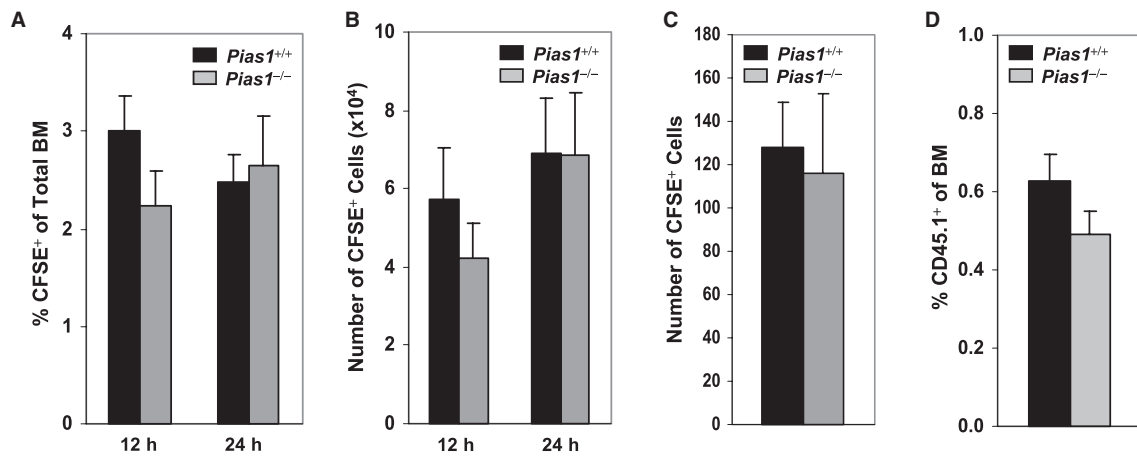 A
% CFSE⁺ of Total BM
4
3
2
1
0
Pias1⁺/⁺
Pias1⁻/⁻
12 h 24 h
B
Number of CFSE⁺ Cells (x10⁴)
10
8
6
4
2
0
Pias1⁺/⁺
Pias1⁻/⁻
12 h 24 h
C
Number of CFSE⁺ Cells
180
160
140
120
100
80
60
40
20
0
Pias1⁺/⁺
Pias1⁻/⁻
D
% CD45.1⁺ of BM
1.0
0.8
0.6
0.4
0.2
0.0
Pias1⁺/⁺
Pias1⁻/⁻